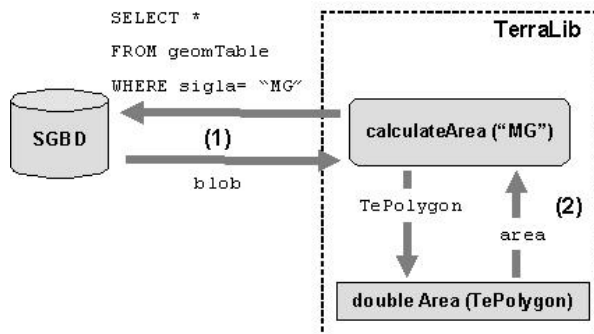 SELECT *
FROM geomTable
WHERE sigla= “MG”
TerraLib
SGBD
(1)
blob
calculateArea (“MG”)
TePolygon
area
(2)
double Area (TePolygon)